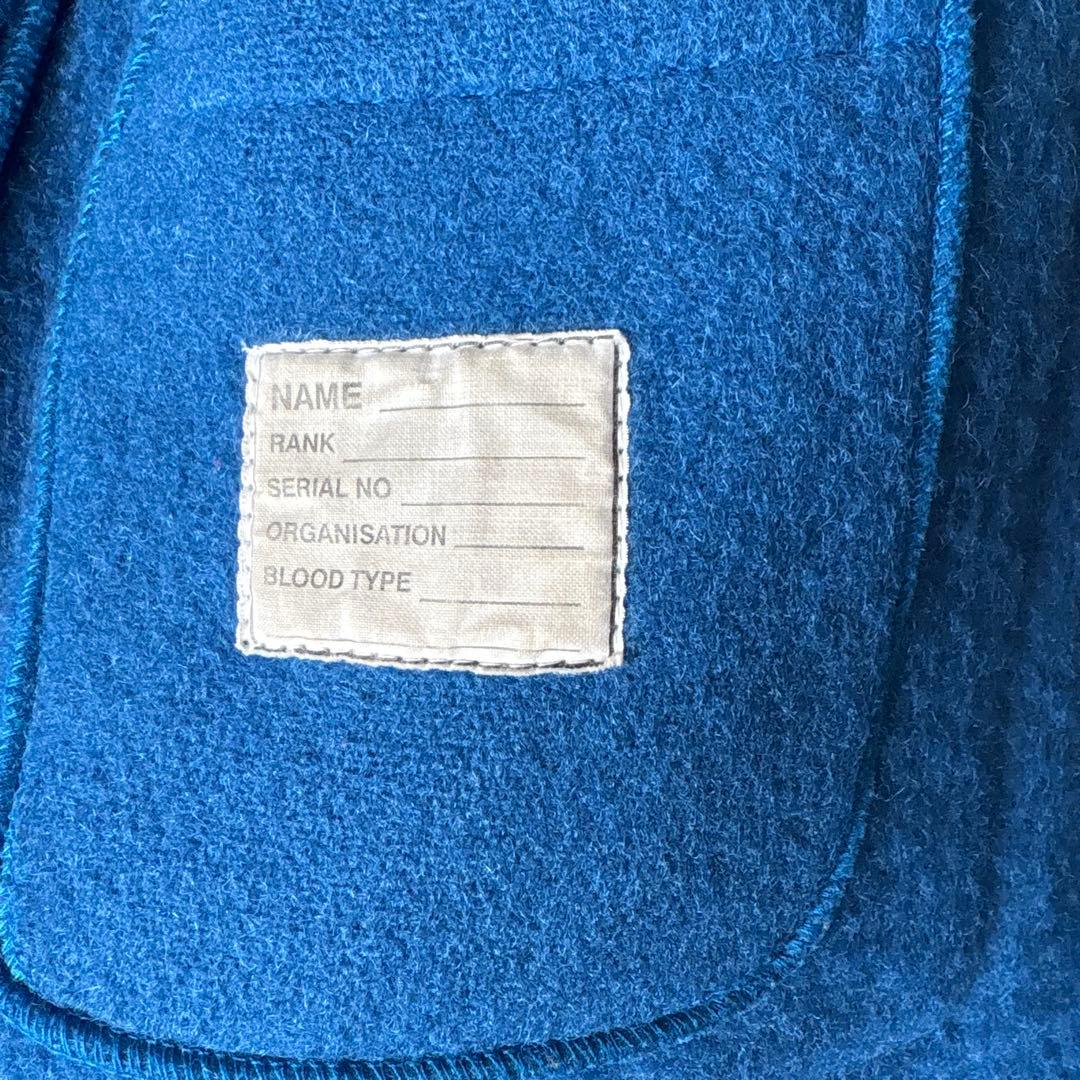 NAME
RANK
SERIAL NO
ORGANISATION
BLOOD TYPE